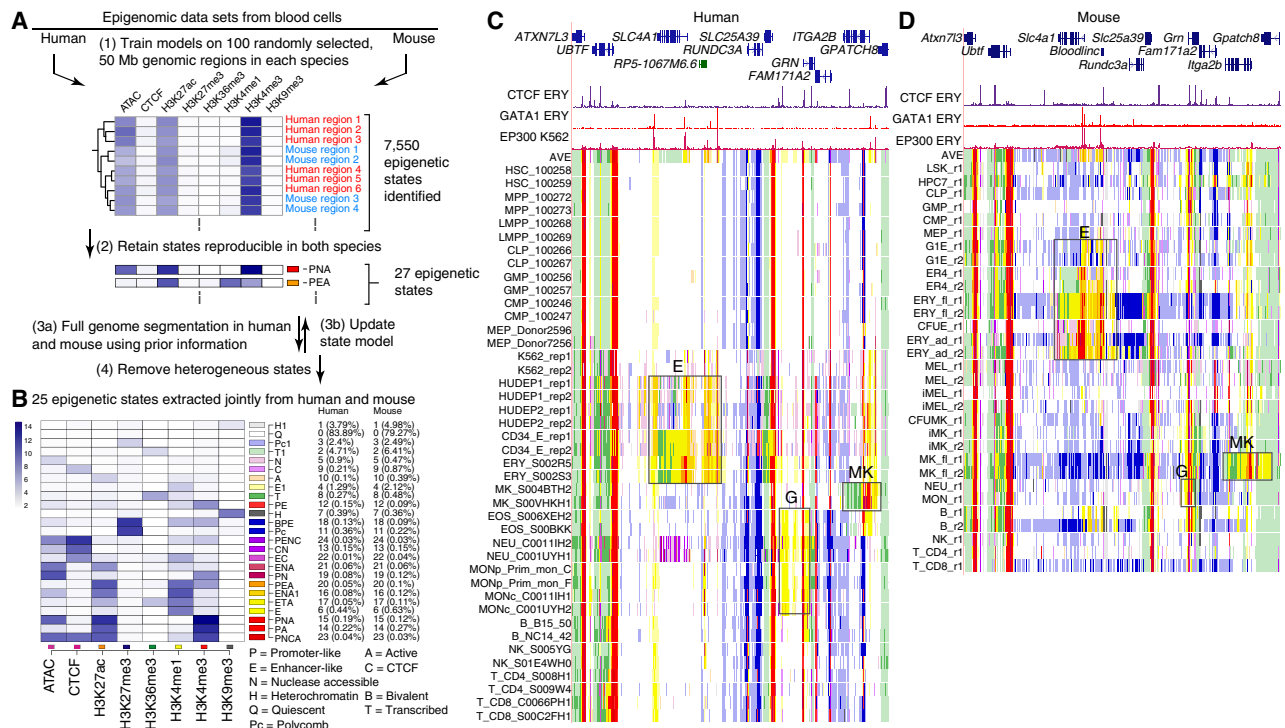 A
Epigenomic data sets from blood cells
Human
Mouse
(1) Train models on 100 randomly selected,
50 Mb genomic regions in each species
ATAC
CTCF
H3K27ac
H3K27me3
H3K36me3
H3K4me1
H3K4me3
H3K9me3
Human region 1
Human region 2
Human region 3
Mouse region 1
Mouse region 2
Human region 4
Human region 5
Human region 6
Mouse region 3
Mouse region 4
7,550
epigenetic
states
identified
(2) Retain states reproducible in both species
-PNA
-PEA
27 epigenetic
states
(3a) Full genome segmentation in human
and mouse using prior information
(3b) Update
state model
(4) Remove heterogeneous states
B 25 epigenetic states extracted jointly from human and mouse
Human Mouse
14
12
10
8
6
4
2
H1 1 (3.79%) 1 (4.98%)
Q 0 (83.89%) 0 (79.27%)
Pc1 3 (2.4%) 3 (2.49%)
T1 2 (4.71%) 2 (6.41%)
N 5 (0.9%) 5 (0.47%)
C 9 (0.21%) 9 (0.87%)
A 10 (0.1%) 10 (0.39%)
E1 4 (1.29%) 4 (2.12%)
T 8 (0.27%) 8 (0.48%)
PE 12 (0.15%) 12 (0.09%)
H 7 (0.39%) 7 (0.36%)
BPE 18 (0.13%) 18 (0.09%)
Pc 11 (0.36%) 11 (0.22%)
PENC 24 (0.03%) 24 (0.03%)
CN 13 (0.15%) 13 (0.15%)
EC 22 (0.01%) 22 (0.04%)
ENA 21 (0.06%) 21 (0.06%)
PN 19 (0.08%) 19 (0.12%)
PEA 20 (0.05%) 20 (0.1%)
ENA1 16 (0.08%) 16 (0.12%)
ETA 17 (0.05%) 17 (0.11%)
E 6 (0.44%) 6 (0.63%)
PNA 15 (0.19%) 15 (0.12%)
PA 14 (0.22%) 14 (0.27%)
PNCA 23 (0.04%) 23 (0.03%)
ATAC
CTCF
H3K27ac
H3K27me3
H3K36me3
H3K4me1
H3K4me3
H3K9me3
P = Promoter-like A = Active
E = Enhancer-like C = CTCF
N = Nuclease accessible
H = Heterochromatin B = Bivalent
Q = Quiescent T = Transcribed
Pc = Polycomb
C
Human
ATXN7L3 SLC4A1 SLC25A39 ITGA2B
UBTF RUNDC3A GPATCH8
RP5-1067M6.6 GRN
FAM171A2
CTCF ERY
GATA1 ERY
EP300 K562
AVE
HSC_100258
HSC_100259
MPP_100272
MPP_100273
LMPP_100268
LMPP_100269
CLP_100266
CLP_100267
GMP_100256
GMP_100257
CMP_100246
CMP_100247
MEP_Donor2596
MEP_Donor7256
K562_rep1
K562_rep2
HUDEP1_rep1
HUDEP1_rep2
HUDEP2_rep1
HUDEP2_rep2
CD34_E_rep1
CD34_E_rep2
ERY_S002R5
ERY_S002S3
MK_S004BTH2
MK_S00VHKH1
EOS_S006XEH2
EOS_S00BKK
NEU_C0011IH2
NEU_C001UYH1
MONp_Prim_mon_C
MONp_Prim_mon_F
MONc_C0011IH1
MONc_C001UYH2
B_B15_50
B_NC14_42
NK_S005YG
NK_S01E4WH0
T_CD4_S008H1
T_CD4_S009W4
T_CD8_C0066PH1
T_CD8_S00C2FH1
E
G
MK
D
Mouse
Atxn7l3 Slc4a1 Slc25a39 Grn Gpatch8
Ubtf Bloodlinc Fam171a2
Rundc3a Itga2b
CTCF ERY
GATA1 ERY
EP300 ERY
AVE
LSK_r1
HPC7_r1
CLP_r1
GMP_r1
CMP_r1
MEP_r1
G1E_r1
G1E_r2
ER4_r1
ER4_r2
ERY_fl_r1
ERY_fl_r2
CFUE_r1
ERY_ad_r1
ERY_ad_r2
MEL_r1
MEL_r2
iMEL_r1
iMEL_r2
CFUMK_r1
iMK_r1
iMK_r2
MK_fl_r1
MK_fl_r2
NEU_r1
MON_r1
B_r1
B_r2
NK_r1
T_CD4_r1
T_CD8_r1
E
G
MK